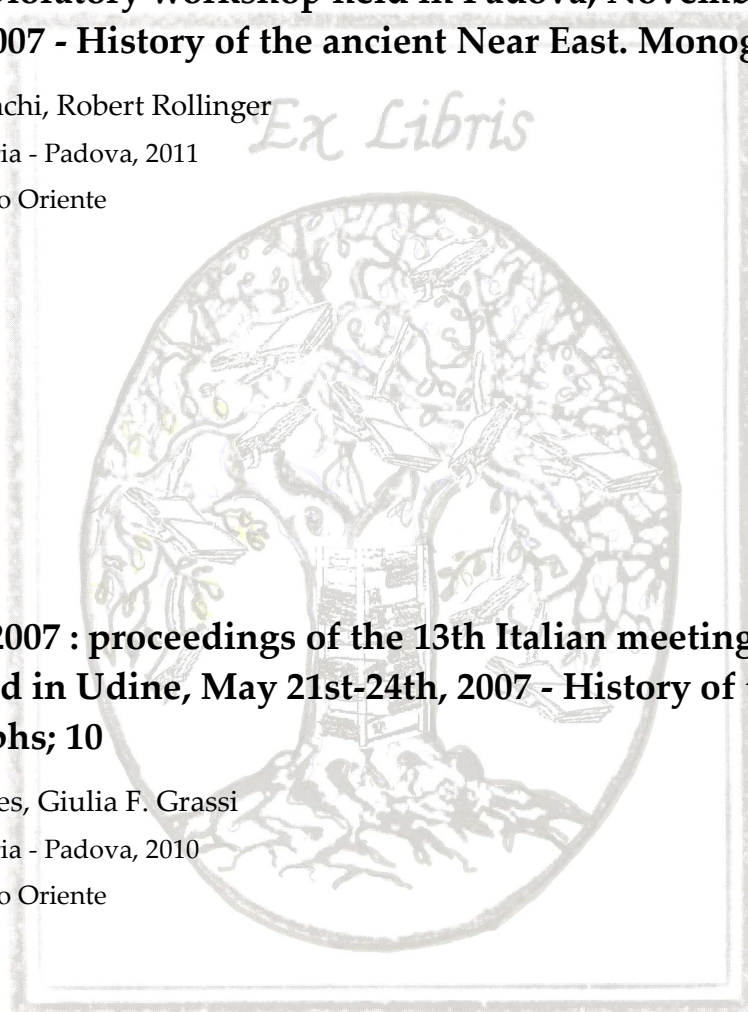 ploratory workshop held in Padova, Novemb
007 - History of the ancient Near East. Monog
chi, Robert Rollinger
Ex Libris
ia - Padova, 2011
o Oriente
2007 : proceedings of the 13th Italian meeting
d in Udine, May 21st-24th, 2007 - History of t
phs; 10
es, Giulia F. Grassi
ia - Padova, 2010
o Oriente